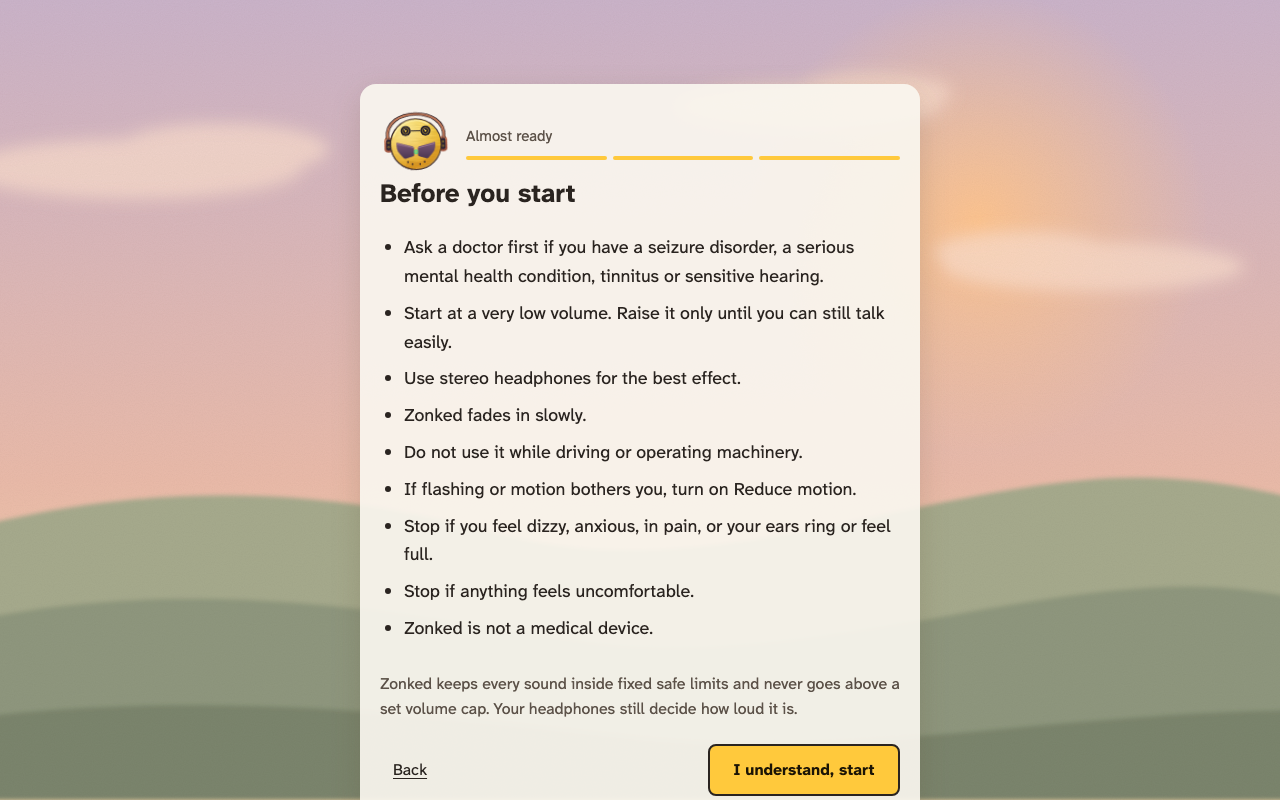 Almost ready
Before you start
• Ask a doctor first if you have a seizure disorder, a serious
mental health condition, tinnitus or sensitive hearing.
• Start at a very low volume. Raise it only until you can still talk
easily.
• Use stereo headphones for the best effect.
• Zonked fades in slowly.
• Do not use it while driving or operating machinery.
• If flashing or motion bothers you, turn on Reduce motion.
• Stop if you feel dizzy, anxious, in pain, or your ears ring or feel
full.
• Stop if anything feels uncomfortable.
• Zonked is not a medical device.
Zonked keeps every sound inside fixed safe limits and never goes above a
set volume cap. Your headphones still decide how loud it is.
Back
I understand, start